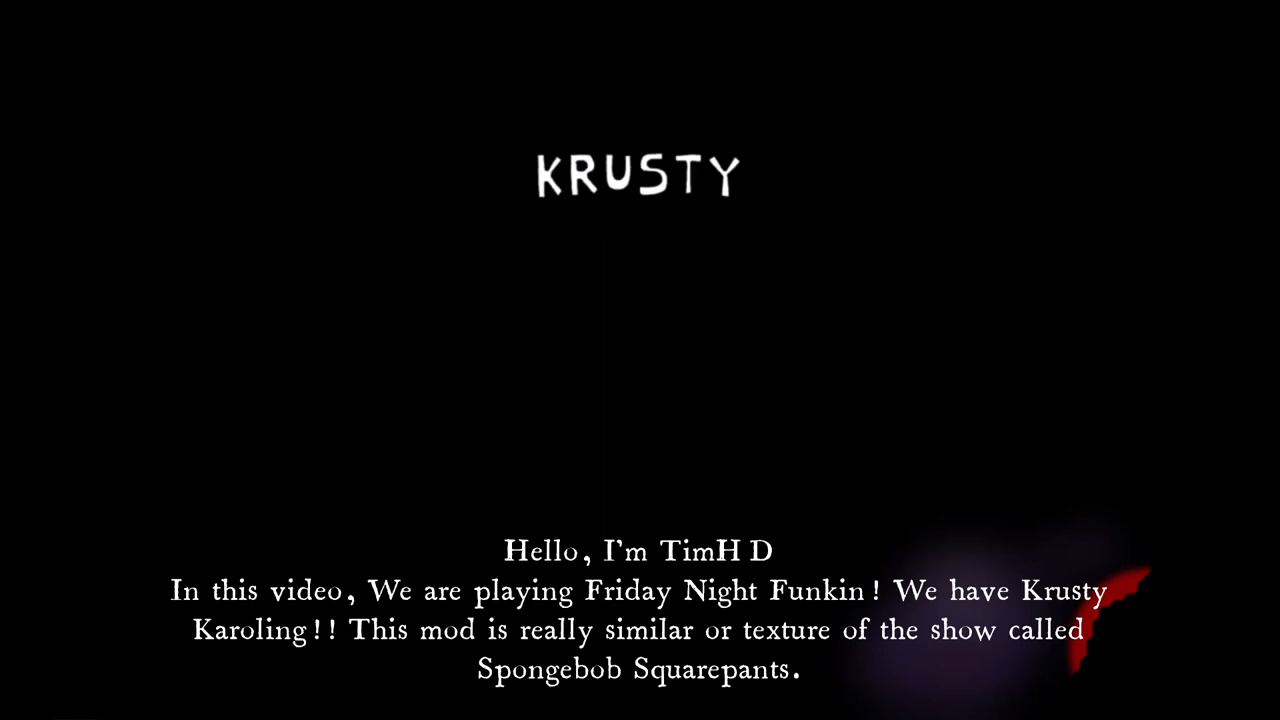 KRUSTY
Hello, I'm TimH D
In this video, We are playing Friday Night Funkin! We have Krusty
Karoling!! This mod is really similar or texture of the show called
Spongebob Squarepants.